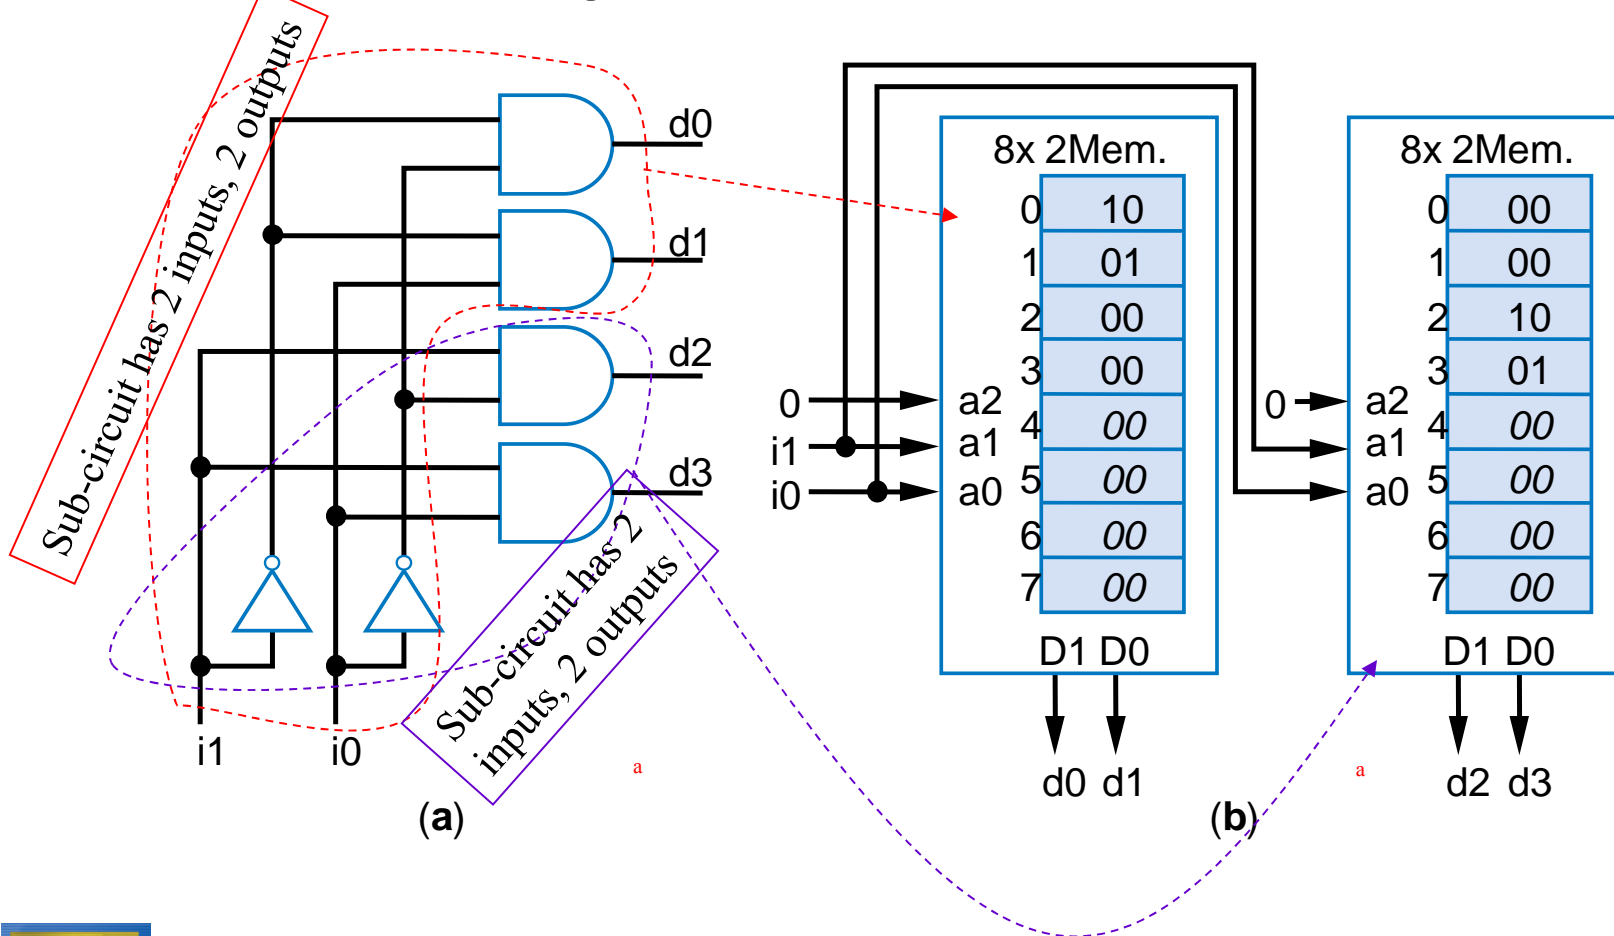 Sub-circuit has 2 inputs, 2 outputs
d0
d1
d2
d3
i1
i0
Sub-circuit has 2
inputs, 2 outputs
a
(a)
0
i1
i0
8x 2Mem.
0 10
1 01
2 00
3 00
4 00
5 00
6 00
7 00
a2
a1
a0
D1 D0
d0 d1
0
8x 2Mem.
0 00
1 00
2 10
3 01
4 00
5 00
6 00
7 00
a2
a1
a0
D1 D0
d2 d3
a
(b)